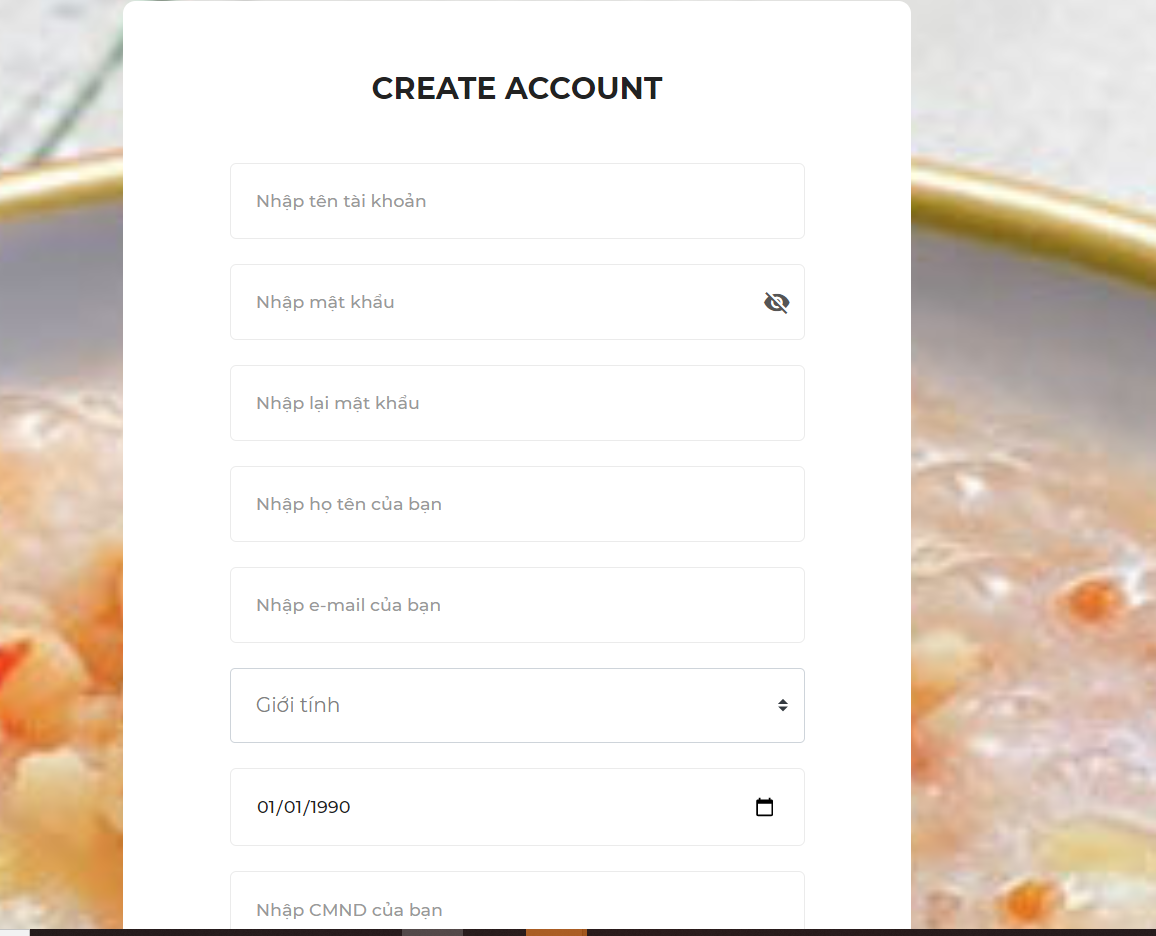 CREATE ACCOUNT
Nhập tên tài khoản
Nhập mật khẩu
Nhập lại mật khẩu
Nhập họ tên của bạn
Nhập e-mail của bạn
Giới tính
01/01/1990
Nhập CMND của bạn